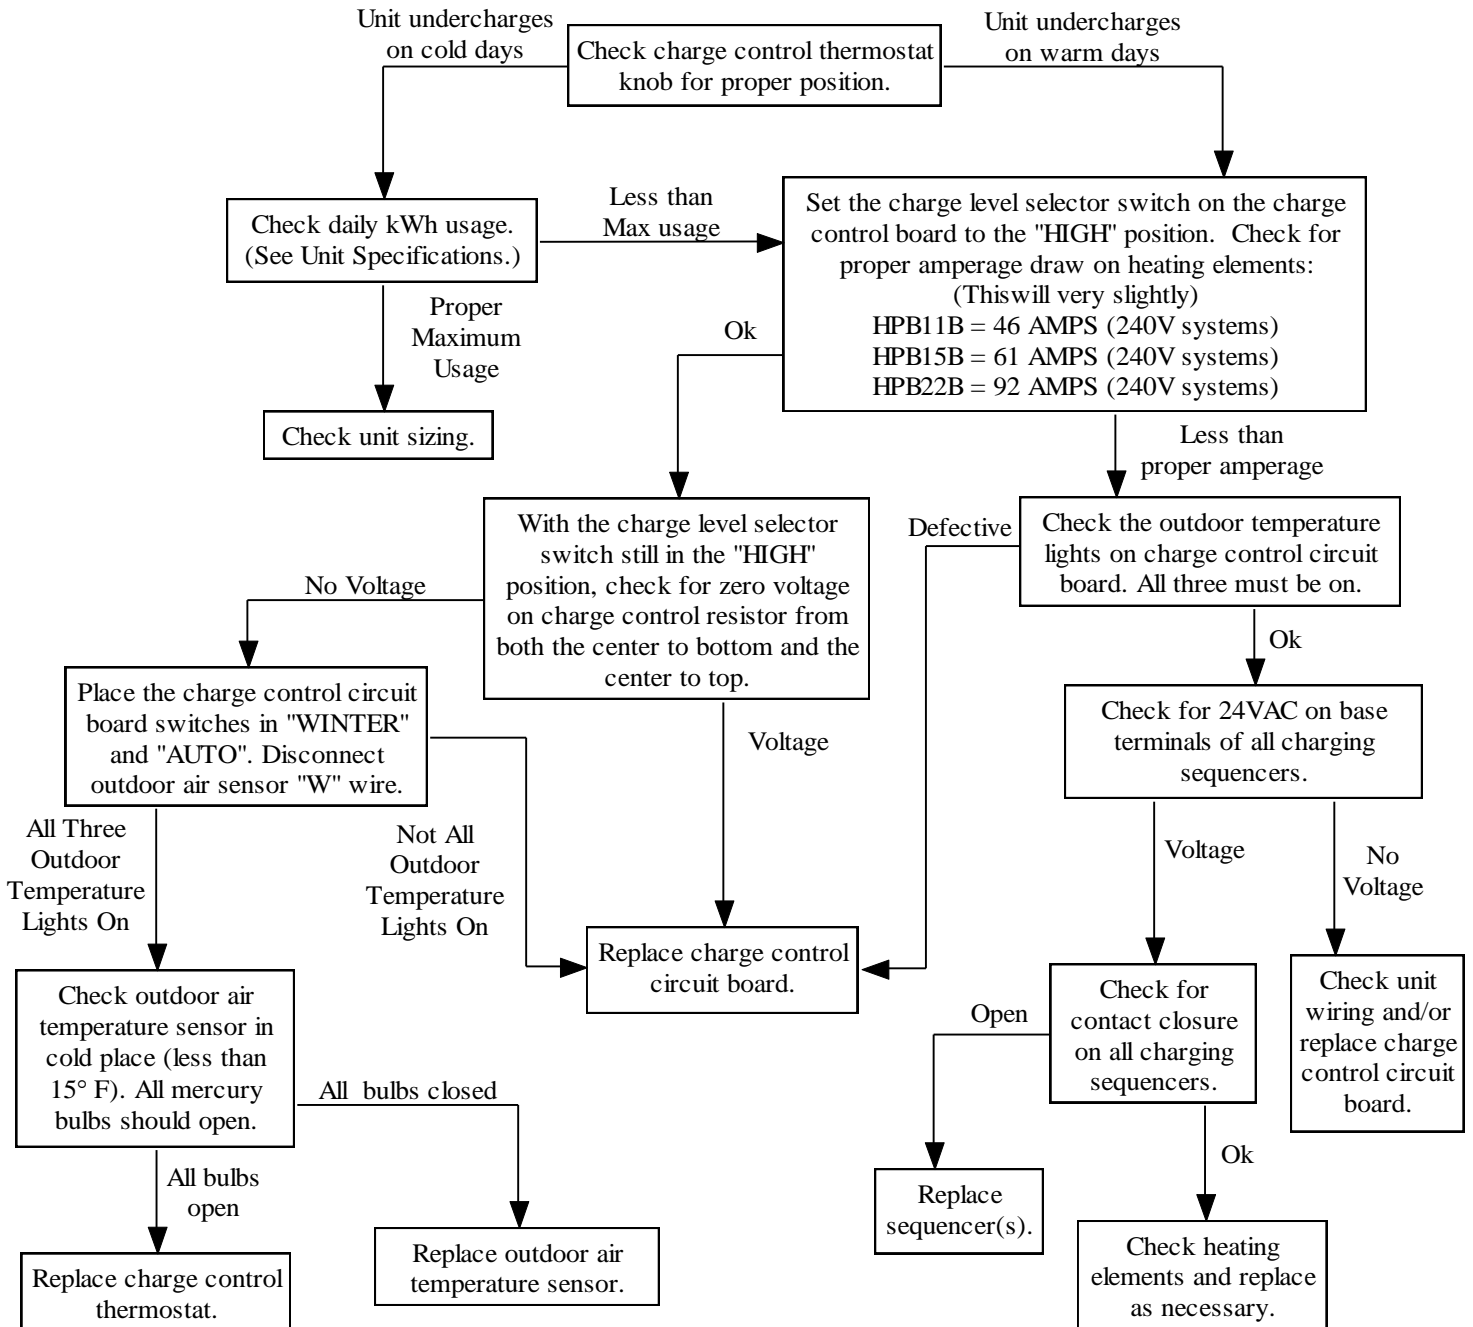 Unit undercharges
on cold days
Check charge control thermostat
knob for proper position.
Unit undercharges
on warm days
Check daily kWh usage.
(See Unit Specifications.)
Less than
Max usage
Set the charge level selector switch on the charge
control board to the "HIGH" position.  Check for
proper amperage draw on heating elements:
(Thiswill very slightly)
HPB11B = 46 AMPS (240V systems)
HPB15B = 61 AMPS (240V systems)
HPB22B = 92 AMPS (240V systems)
Proper
Maximum
Usage
Ok
Check unit sizing.
Less than
proper amperage
With the charge level selector
switch still in the "HIGH"
position, check for zero voltage
on charge control resistor from
both the center to bottom and the
center to top.
Defective
Check the outdoor temperature
lights on charge control circuit
board. All three must be on.
No Voltage
Ok
Place the charge control circuit
board switches in "WINTER"
and "AUTO". Disconnect
outdoor air sensor "W" wire.
Voltage
Check for 24VAC on base
terminals of all charging
sequencers.
All Three
Outdoor
Temperature
Lights On
Not All
Outdoor
Temperature
Lights On
Voltage
No
Voltage
Replace charge control
circuit board.
Check outdoor air
temperature sensor in
cold place (less than
15° F). All mercury
bulbs should open.
Open
Check for
contact closure
on all charging
sequencers.
Check unit
wiring and/or
replace charge
control circuit
board.
All  bulbs closed
All bulbs
open
Ok
Replace
sequencer(s).
Replace charge control
thermostat.
Replace outdoor air
temperature sensor.
Check heating
elements and replace
as necessary.